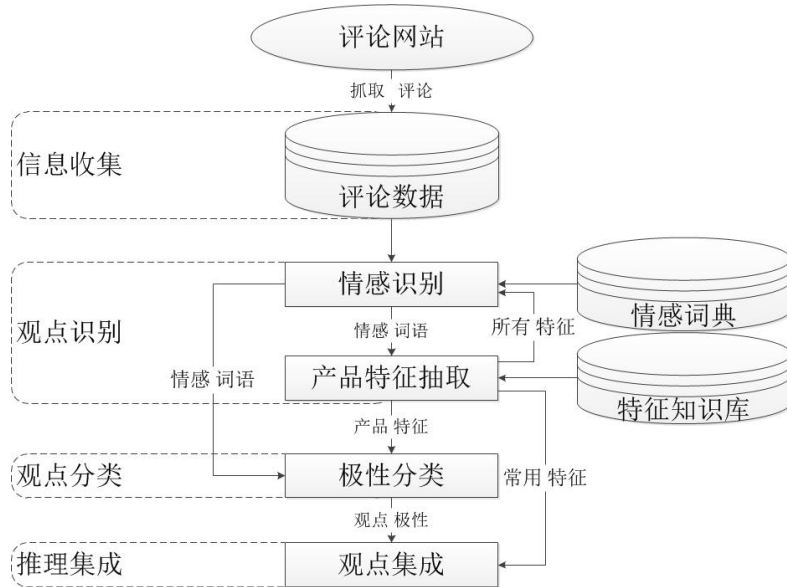 评论网站
抓取 评论
信息收集
评论数据
情感识别
情感词典
观点识别
情感 词语
所有 特征
情感 词语
产品特征抽取
特征知识库
产品 特征
观点分类
极性分类
常用 特征
观点 极性
推理集成
观点集成